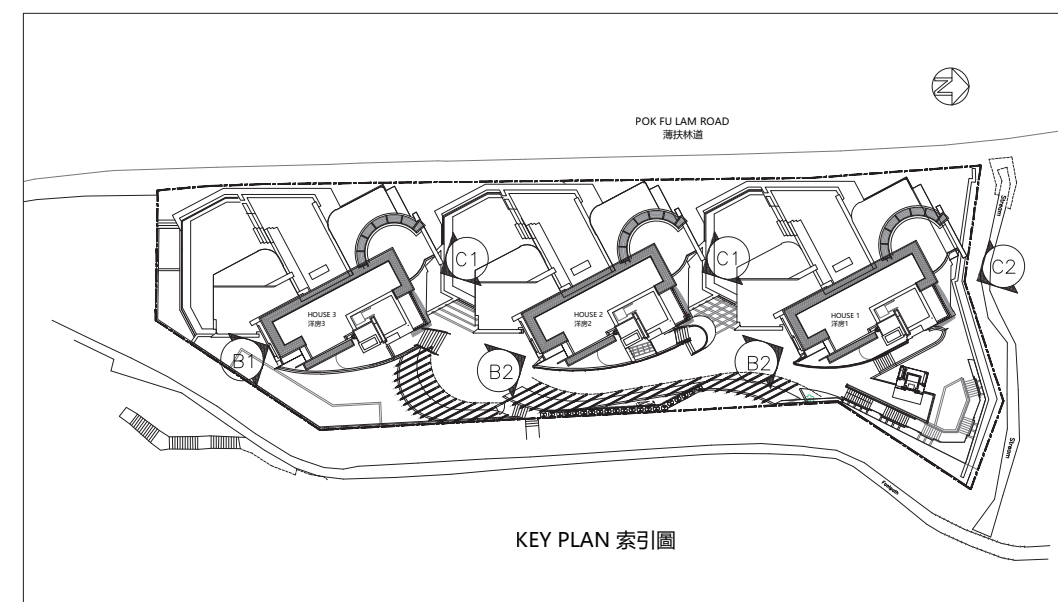 N
POK FU LAM ROAD
薄扶林道
Stream
C1
C1
C2
HOUSE 3
洋房3
HOUSE 2
洋房2
HOUSE 1
洋房1
B1
B2
B2
Stream
Footpath
KEY PLAN 索引圖